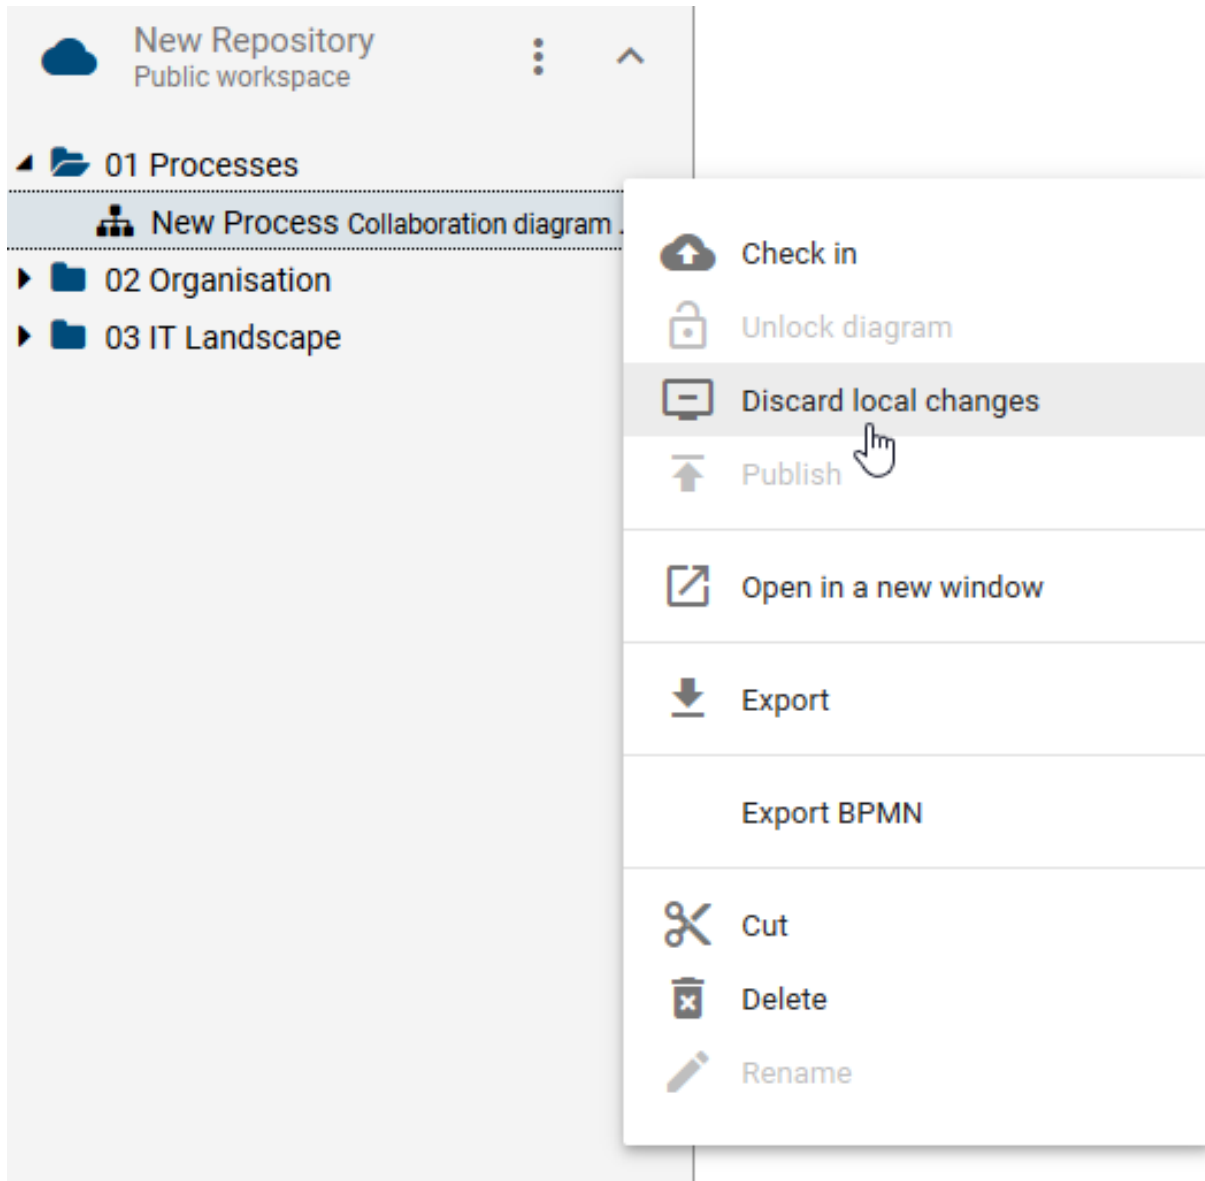 New Repository
Public workspace
01 Processes
New Process Collaboration diagram .
02 Organisation
03 IT Landscape
Check in
Unlock diagram
Discard local changes
Publish
Open in a new window
Export
Export BPMN
Cut
Delete
Rename